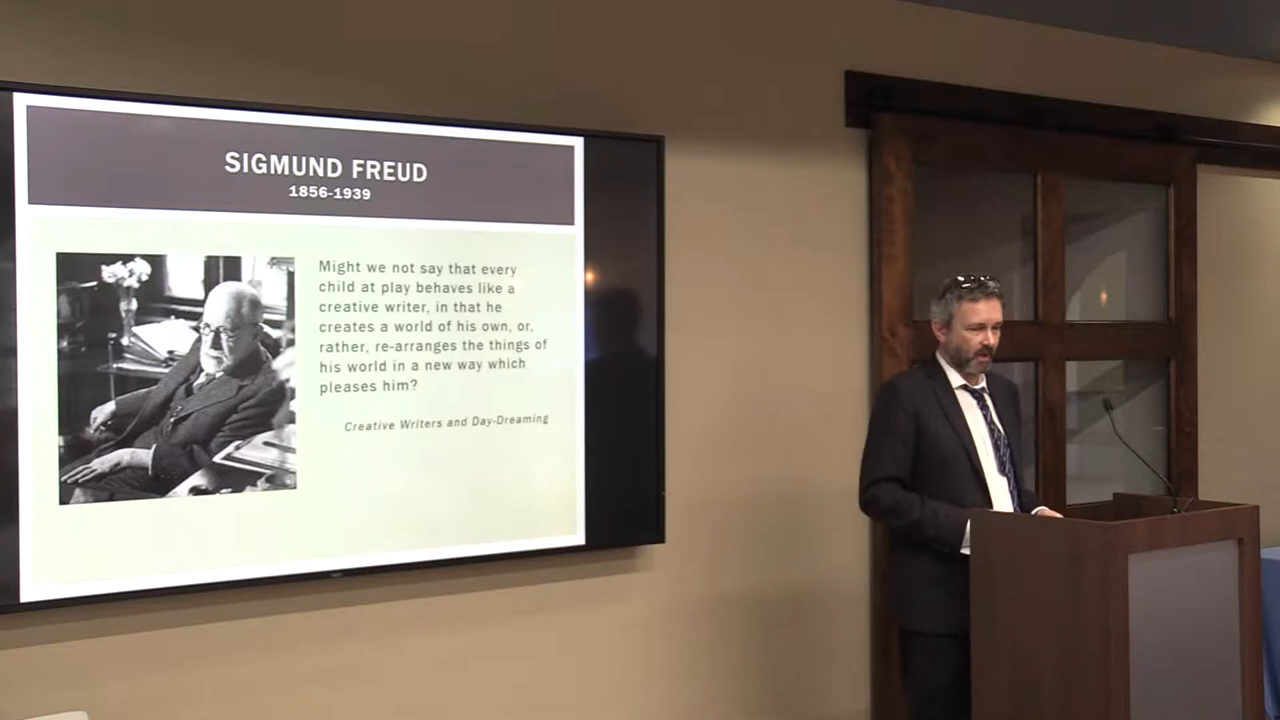 SIGMUND FREUD
1856-1939
Might we not say that every
child at play behaves like a
creative writer, in that he
creates a world of his own, or,
rather, re-arranges the things of
his world in a new way which
pleases him?
Creative Writers and Day-Dreaming